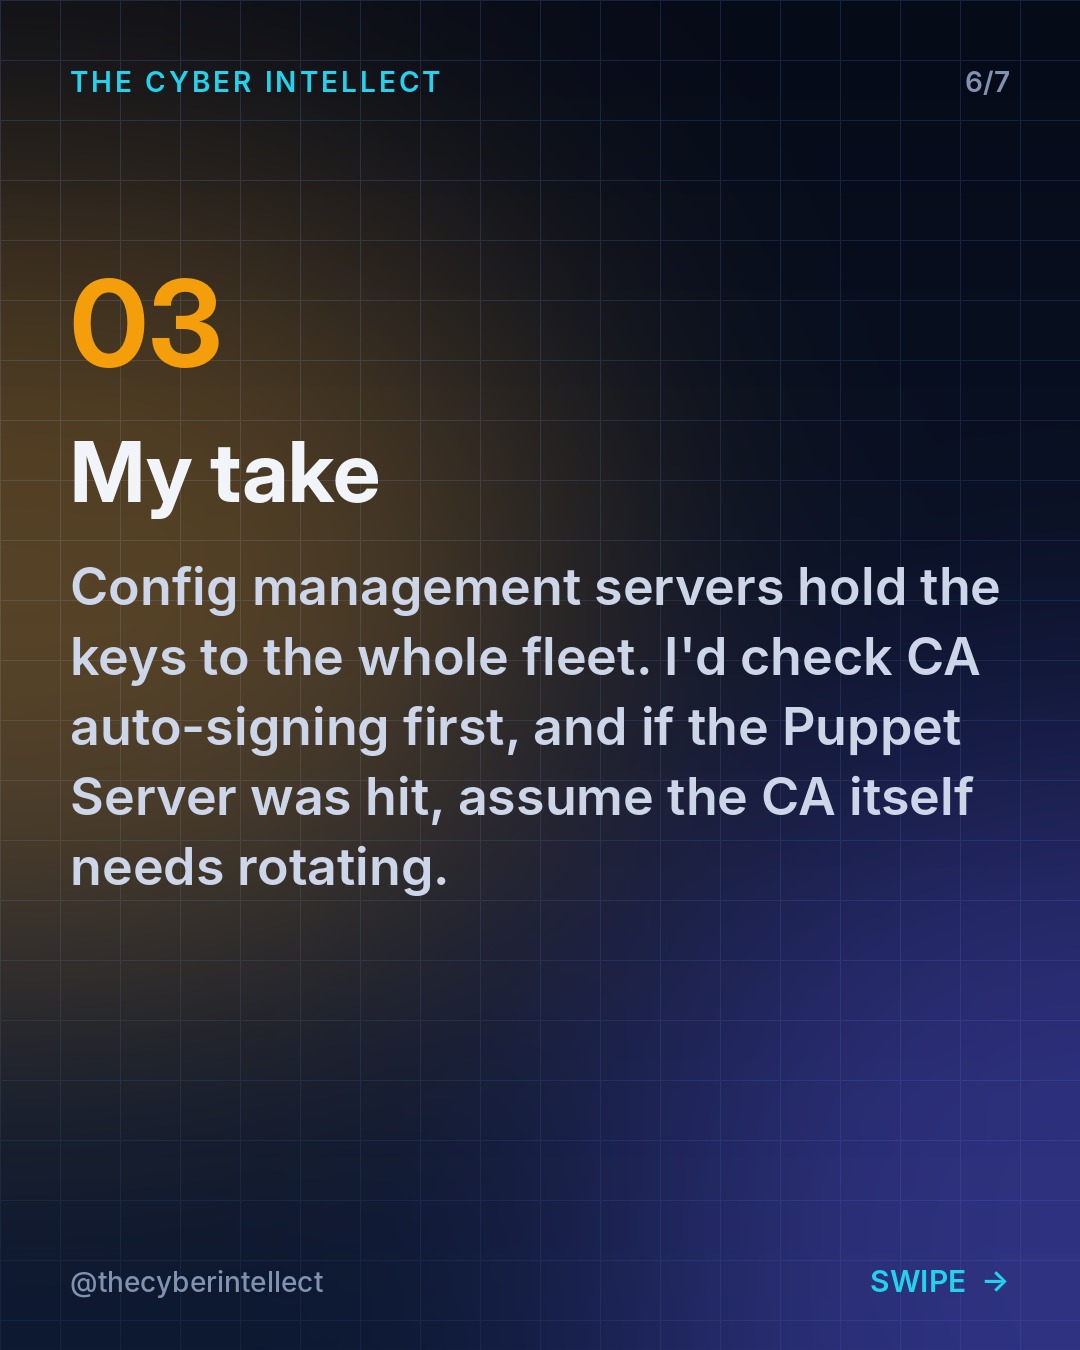 THE CYBER INTELLECT
6/7
03
My take
Config management servers hold the
keys to the whole fleet. I'd check CA
auto-signing first, and if the Puppet
Server was hit, assume the CA itself
needs rotating.
@thecyberintellect
SWIPE →